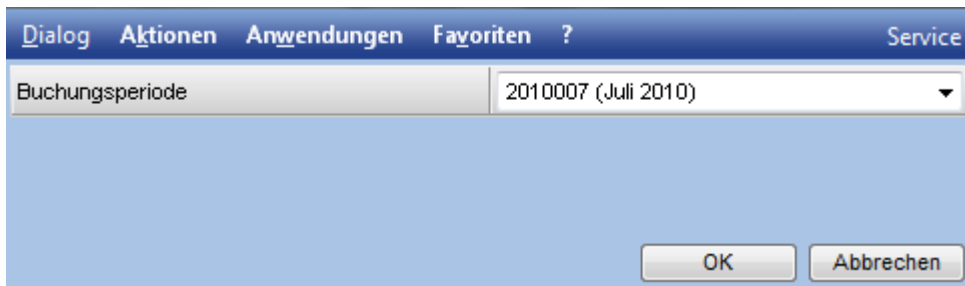 Dialog Aktionen Anwendungen Favoriten ? Service
Buchungsperiode 2010007 (Juli 2010)
OK Abbrechen